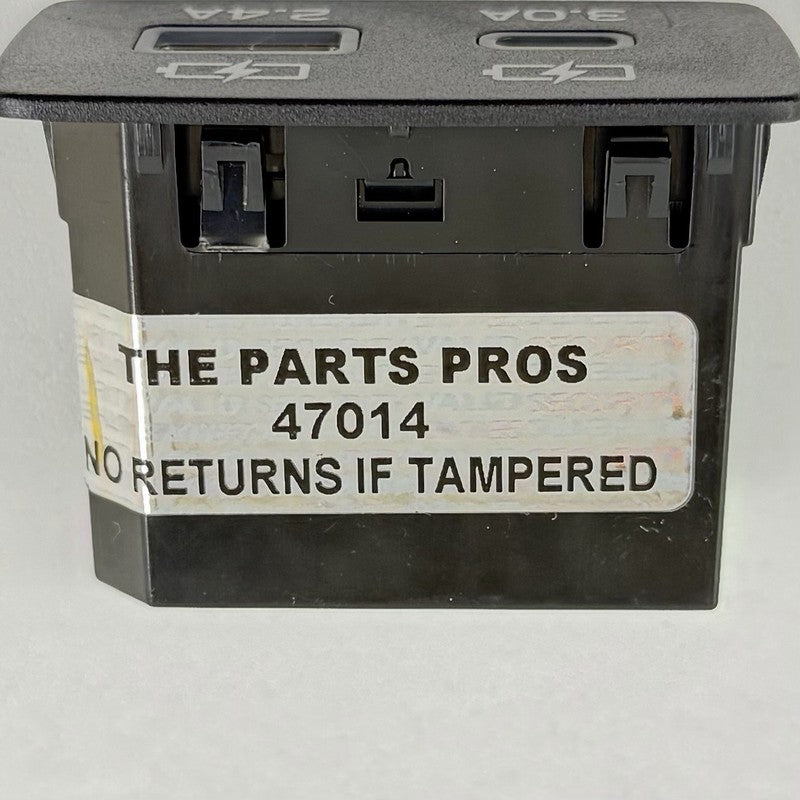 2.4A 3.0A
THE PARTS PROS
47014
NO RETURNS IF TAMPERED